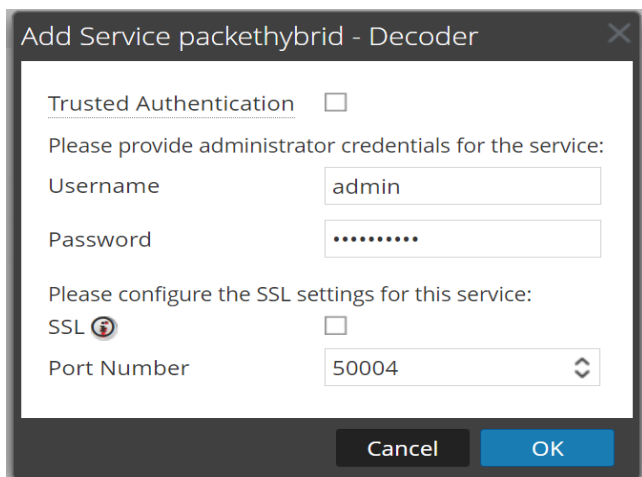 Add Service packethybrid - Decoder
Trusted Authentication
Please provide administrator credentials for the service:
Username admin
Password ••••••••••
Please configure the SSL settings for this service:
SSL
Port Number 50004
Cancel OK